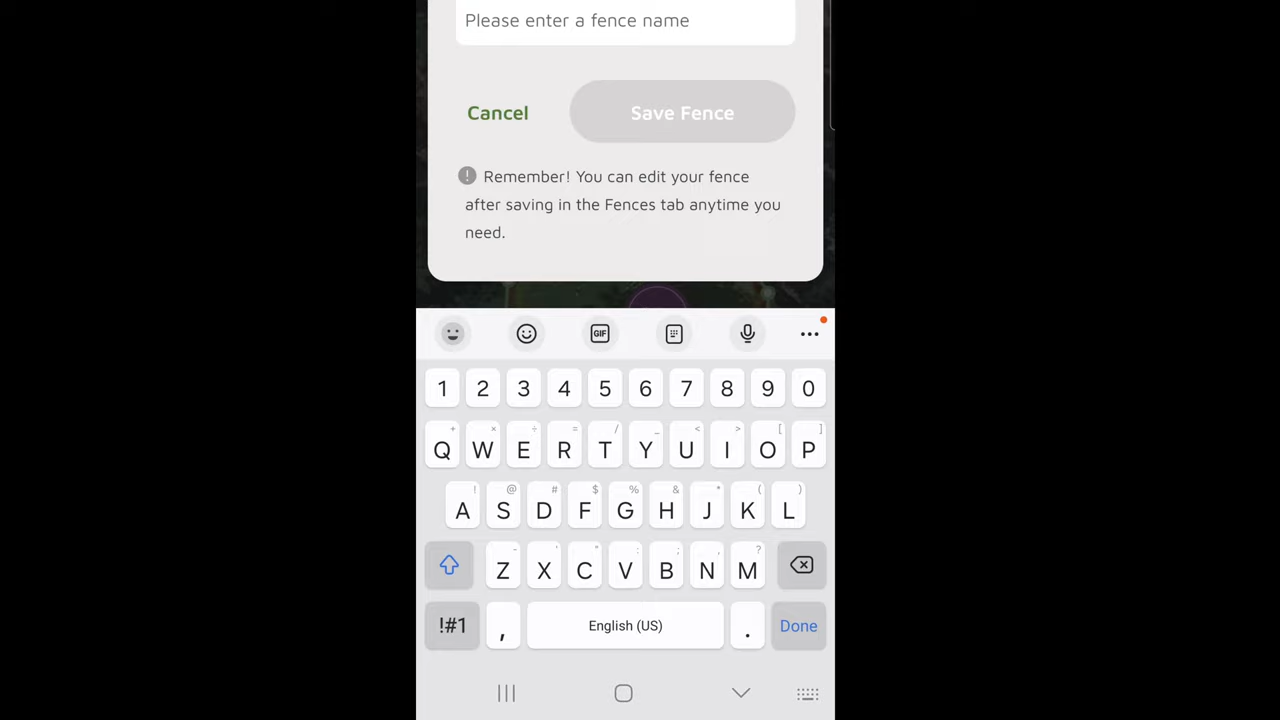 Please enter a fence name
Cancel
Save Fence
! Remember! You can edit your fence
after saving in the Fences tab anytime you
need.
GIF
1 2 3 4 5 6 7 8 9 0
+ × ÷ = / _ < > [ ]
Q W E R T Y U I O P
! @ # $ % & * ( )
A S D F G H J K L
- ' " : ; , ?
Z X C V B N M
!#1 , English (US) . Done